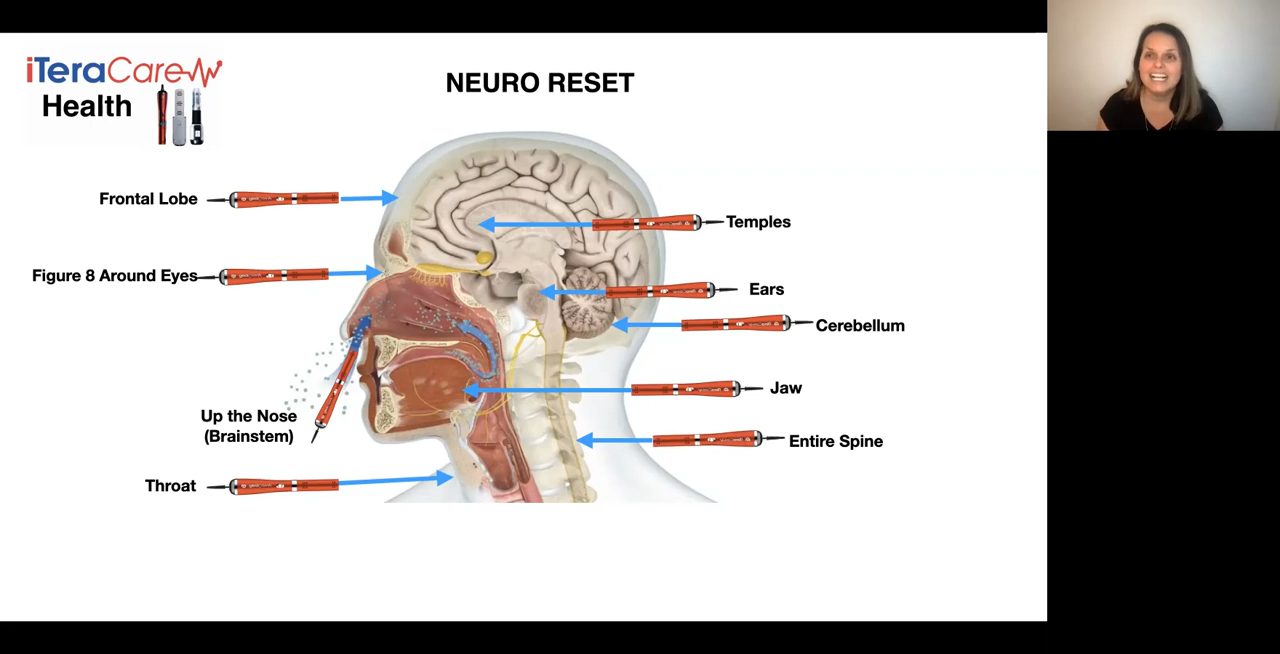 iTeraCare
Health
NEURO RESET
Frontal Lobe
Temples
Figure 8 Around Eyes
Ears
Cerebellum
Jaw
Up the Nose
(Brainstem)
Entire Spine
Throat